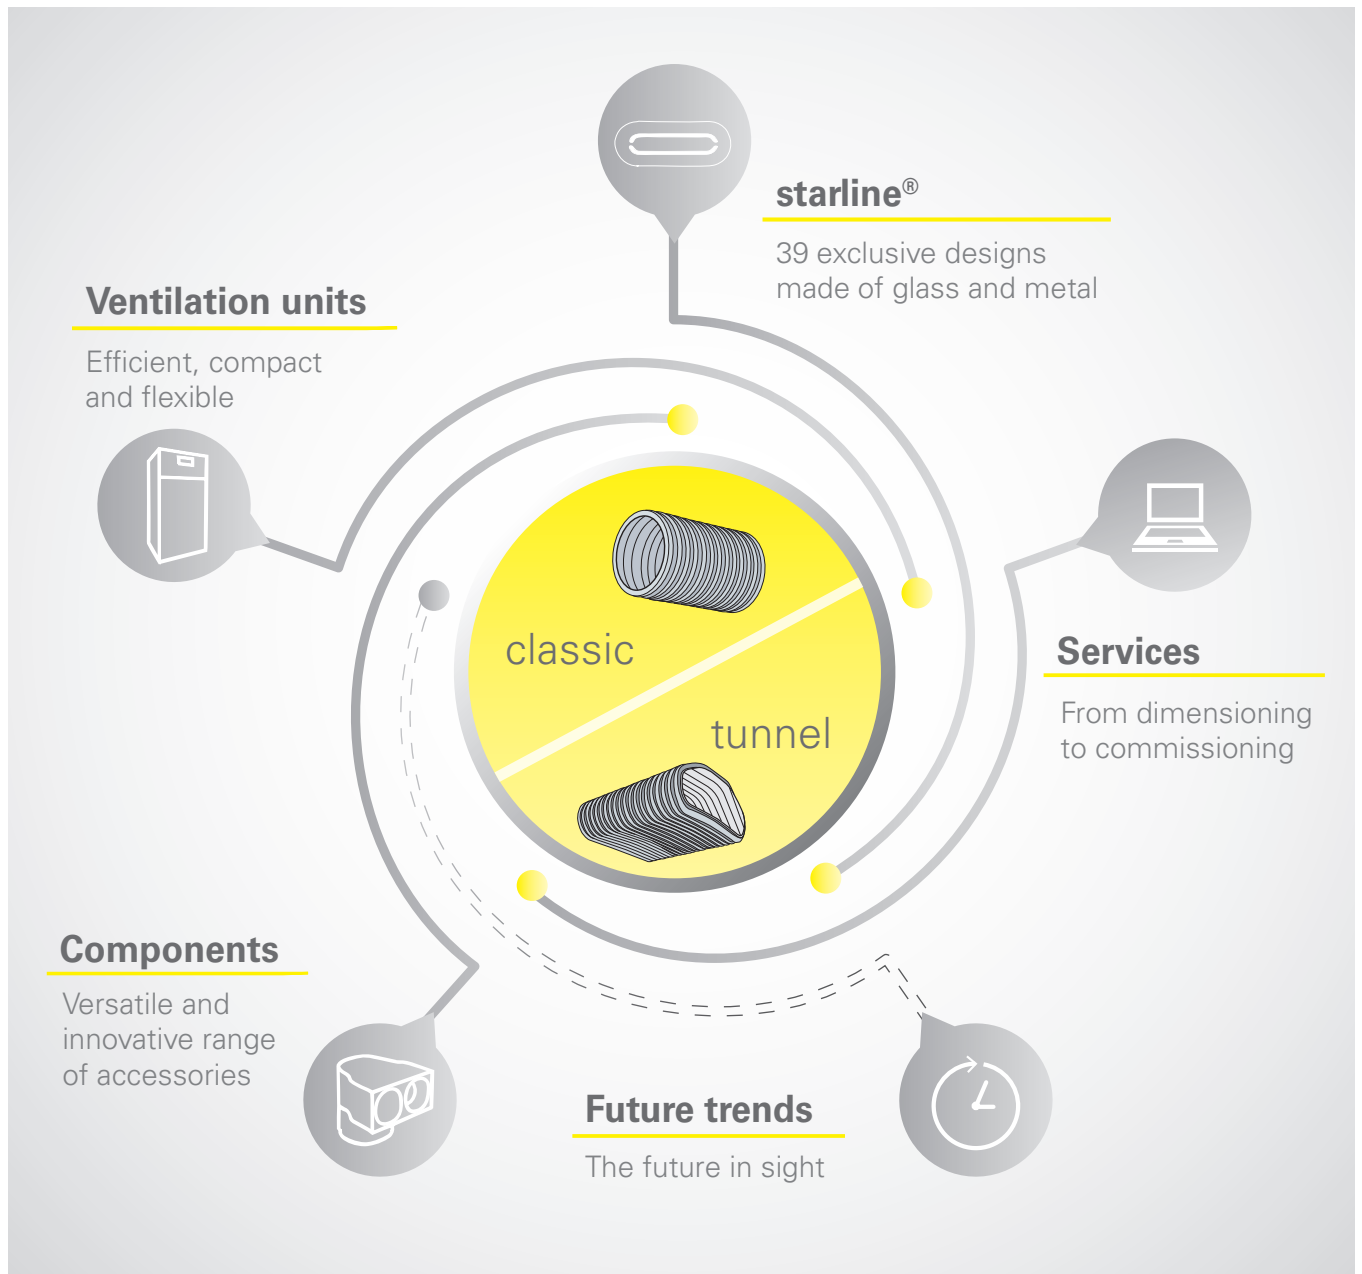 starline®
39 exclusive designs
made of glass and metal
Ventilation units
Efficient, compact
and flexible
classic
tunnel
Services
From dimensioning
to commissioning
Components
Versatile and
innovative range
of accessories
Future trends
The future in sight